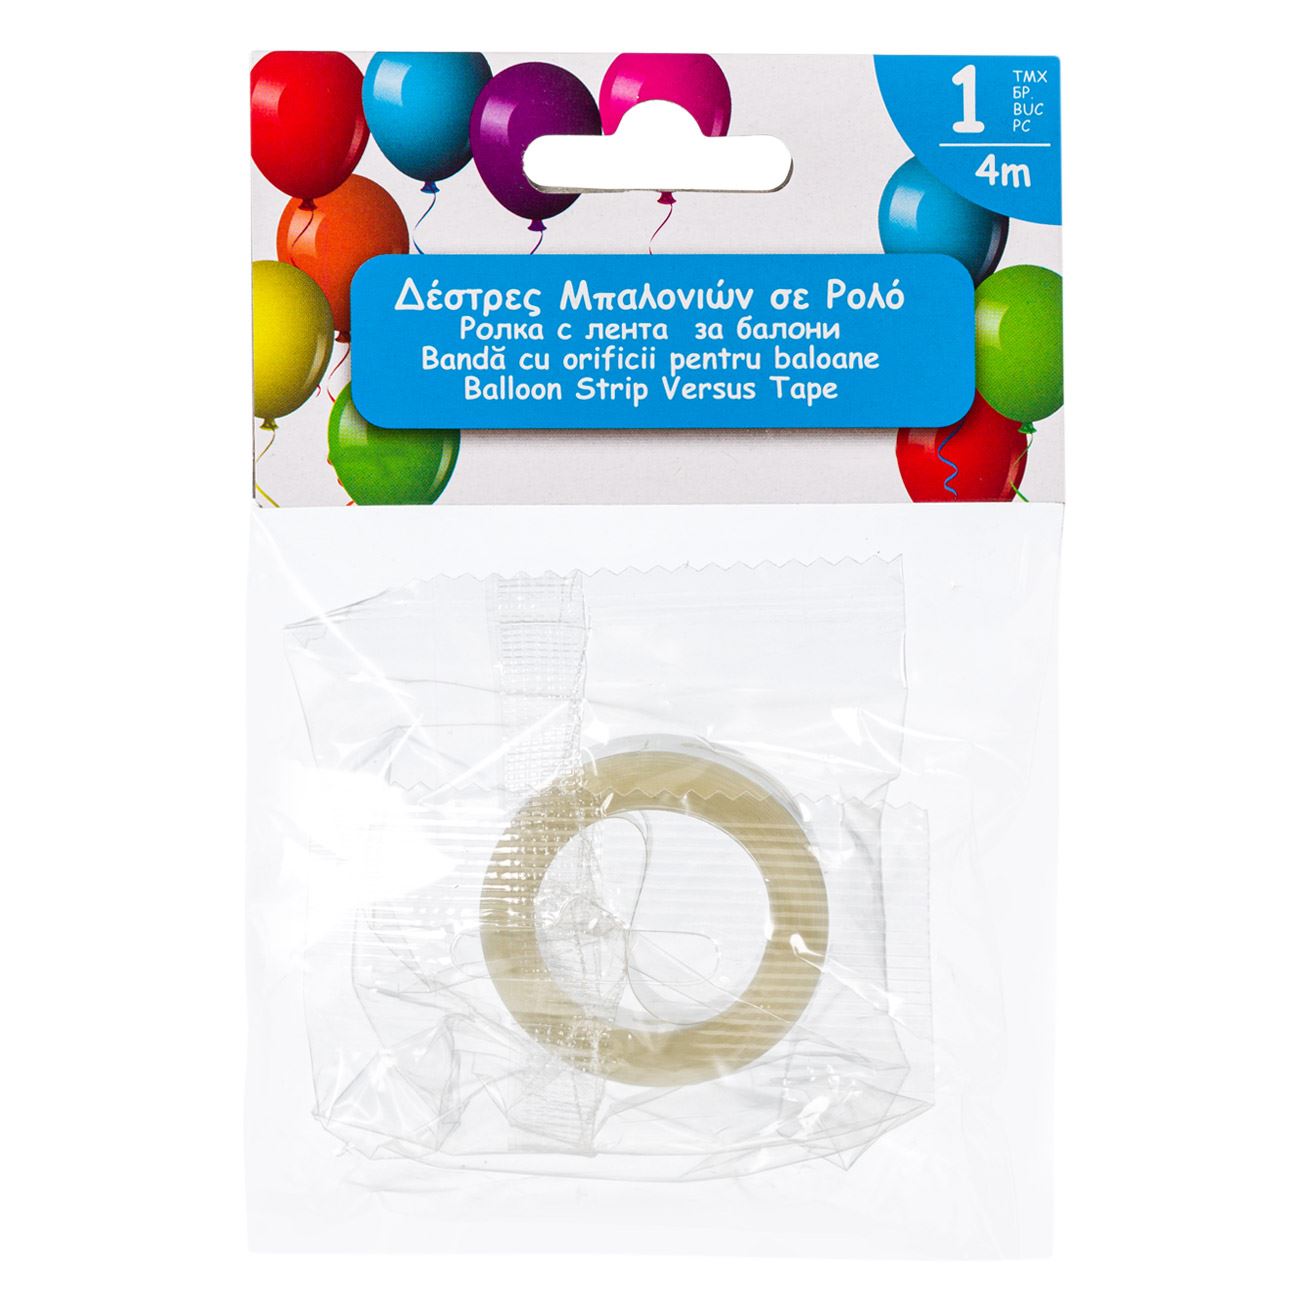 1
ΤΜΧ
БР.
BUC
PC
4m
Δέστρες Μπαλονιών σε Ρολό
Ролка с лента за балони
Bandă cu orificii pentru baloane
Balloon Strip Versus Tape